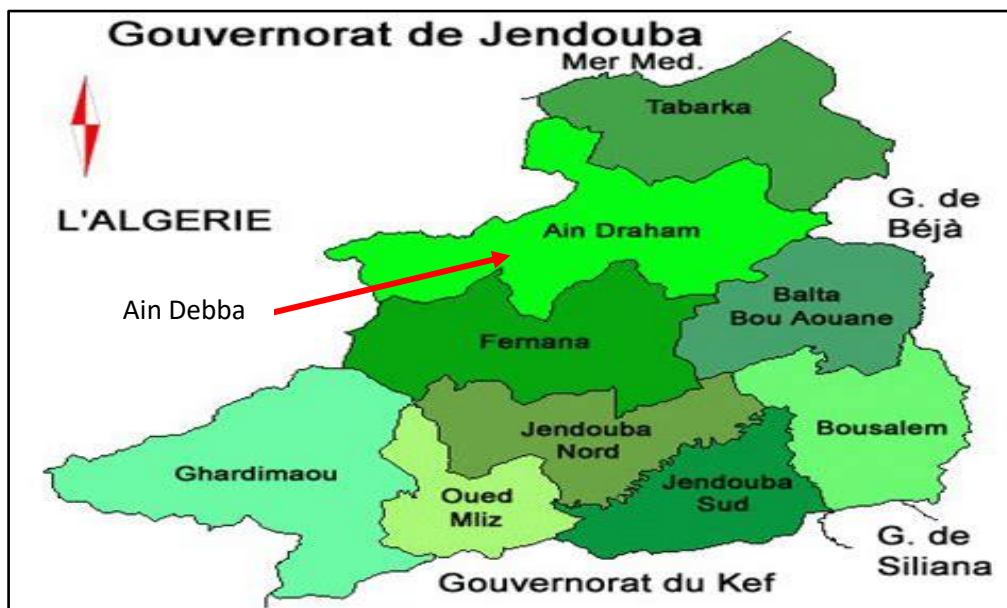 Gouvernorat de Jendouba
Mer Med.
Tabarka
L'ALGERIE
G. de
Béjà
Ain Draham
Ain Debba
Balta
Bou Aouane
Fernana
Jendouba
Nord
Bousalem
Ghardimaou
Oued
Mliz
Jendouba
Sud
G. de
Siliana
Gouvernorat du Kef